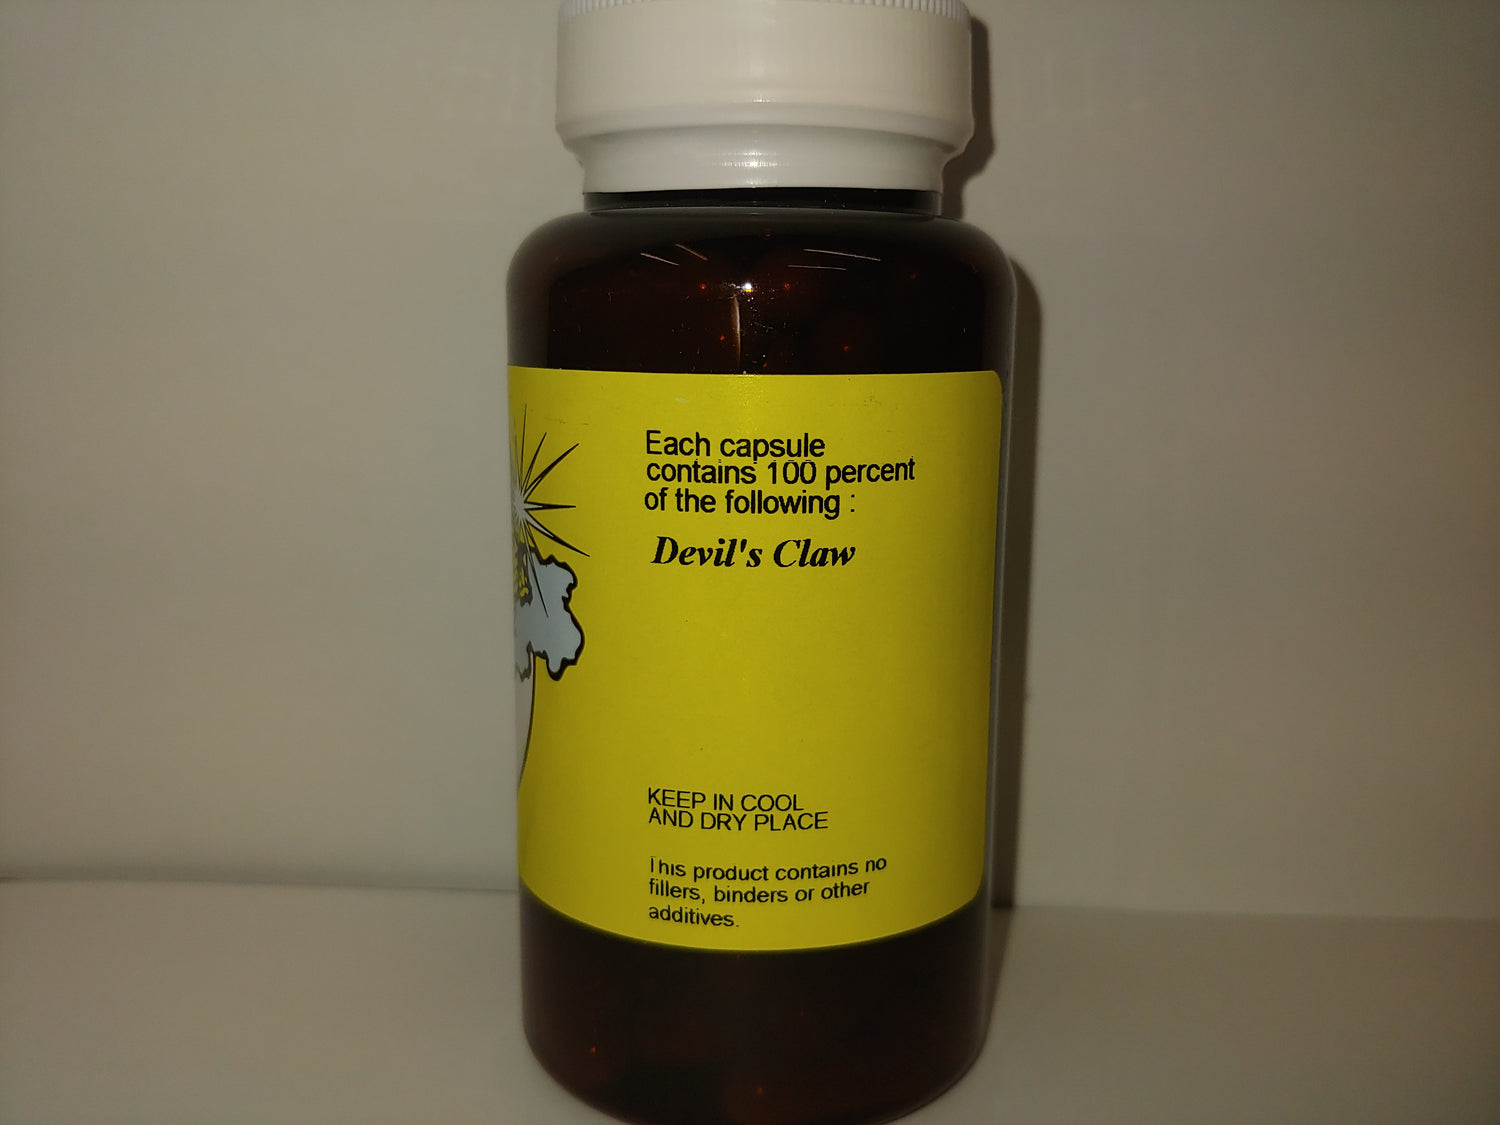 Each capsule
contains 100 percent
of the following :
Devil's Claw
KEEP IN COOL
AND DRY PLACE
This product contains no
fillers, binders or other
additives.